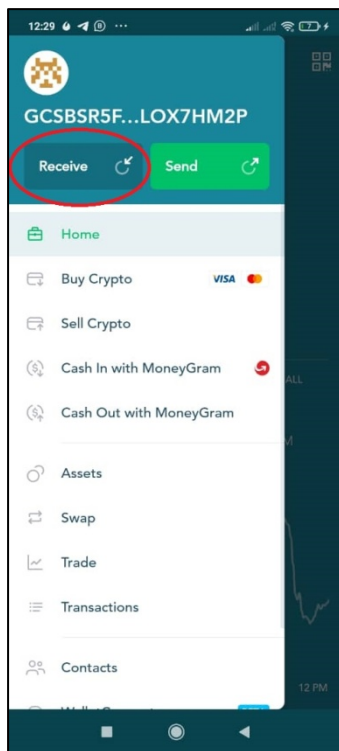 12:29
7
GCSBSR5F...LOX7HM2P
Receive
Send
Home
Buy Crypto VISA
Sell Crypto
Cash In with MoneyGram
ALL
Cash Out with MoneyGram
M
Assets
Swap
Trade
Transactions
Contacts
12 PM